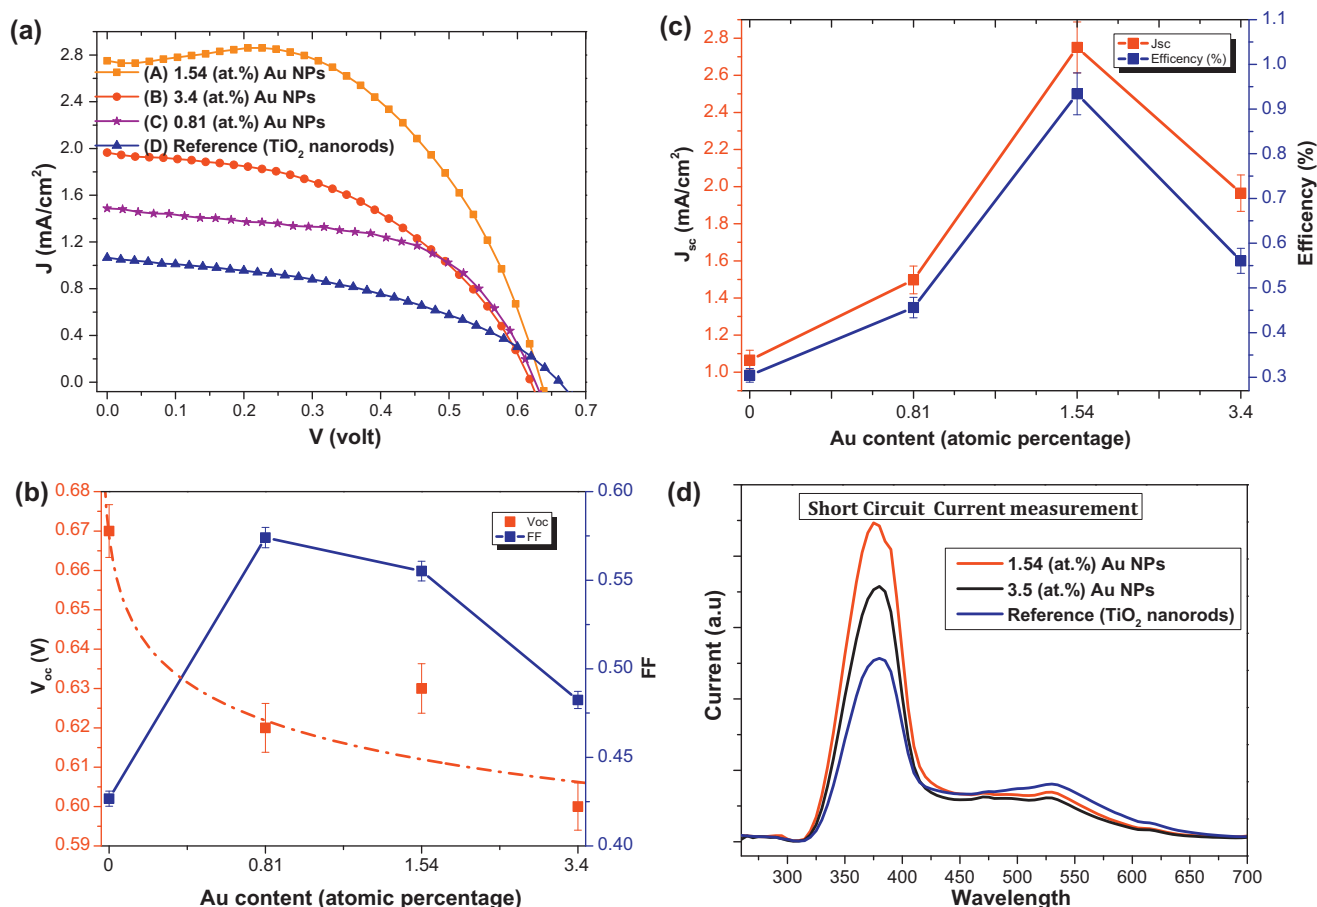 (a)
2.8
2.4
2.0
1.6
1.2
0.8
0.4
0.0
J (mA/cm²)
(A) 1.54 (at.%) Au NPs
(B) 3.4 (at.%) Au NPs
(C) 0.81 (at.%) Au NPs
(D) Reference (TiO₂ nanorods)
0.0 0.1 0.2 0.3 0.4 0.5 0.6 0.7
V (volt)
(c)
2.8
2.6
2.4
2.2
2.0
1.8
1.6
1.4
1.2
1.0
Jsc (mA/cm²)
Jsc
Efficency (%)
1.1
1.0
0.9
0.8
0.7
0.6
0.5
0.4
0.3
Efficency (%)
0 0.81 1.54 3.4
Au content (atomic percentage)
(b)
0.68
0.67
0.66
0.65
0.64
0.63
0.62
0.61
0.60
0.59
Voc (V)
Voc
FF
0.60
0.55
0.50
0.45
0.40
FF
0 0.81 1.54 3.4
Au content (atomic percentage)
(d)
Short Circuit Current measurement
1.54 (at.%) Au NPs
3.5 (at.%) Au NPs
Reference (TiO₂ nanorods)
Current (a.u)
300 350 400 450 500 550 600 650 700
Wavelength